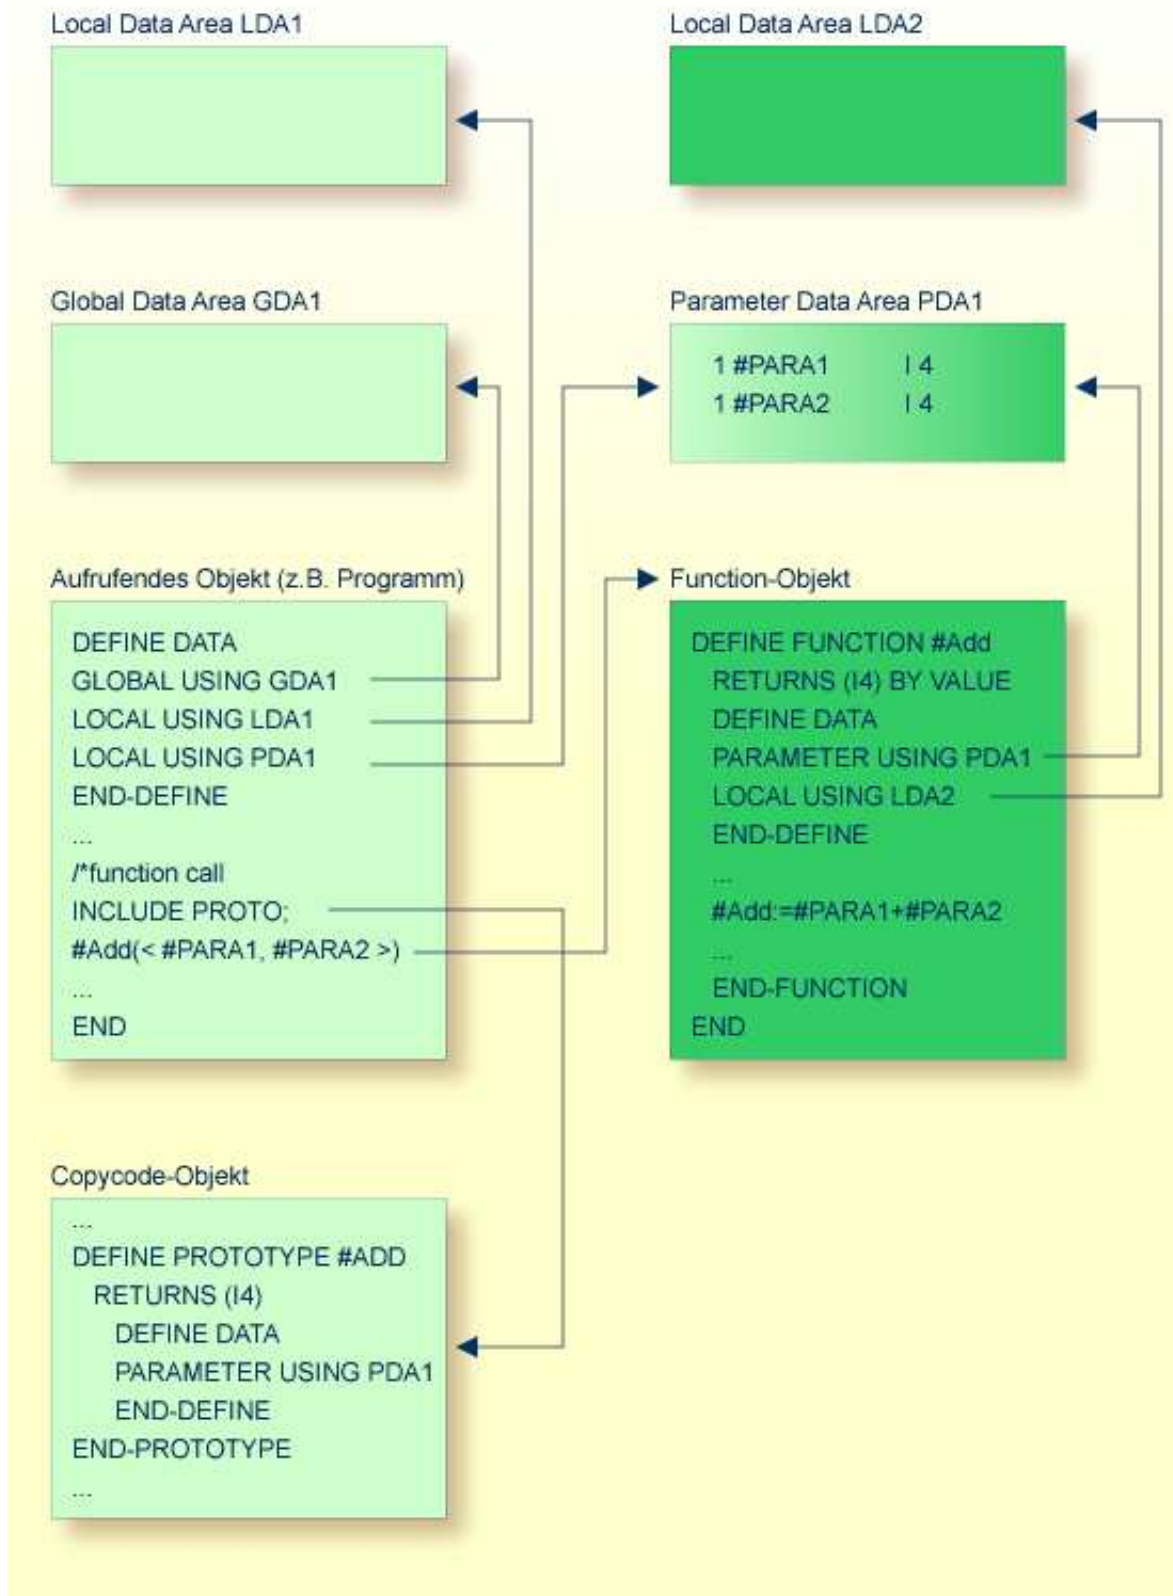 Local Data Area LDA1
Local Data Area LDA2
Global Data Area GDA1
Parameter Data Area PDA1
1 #PARA1 I 4
1 #PARA2 I 4
Aufrufendes Objekt (z.B. Programm)
DEFINE DATA
GLOBAL USING GDA1
LOCAL USING LDA1
LOCAL USING PDA1
END-DEFINE
...
/*function call
INCLUDE PROTO;
#Add(< #PARA1, #PARA2 >)
...
END
Function-Objekt
DEFINE FUNCTION #Add
RETURNS (I4) BY VALUE
DEFINE DATA
PARAMETER USING PDA1
LOCAL USING LDA2
END-DEFINE
...
#Add:=#PARA1+#PARA2
...
END-FUNCTION
END
Copycode-Objekt
...
DEFINE PROTOTYPE #ADD
RETURNS (I4)
DEFINE DATA
PARAMETER USING PDA1
END-DEFINE
END-PROTOTYPE
...